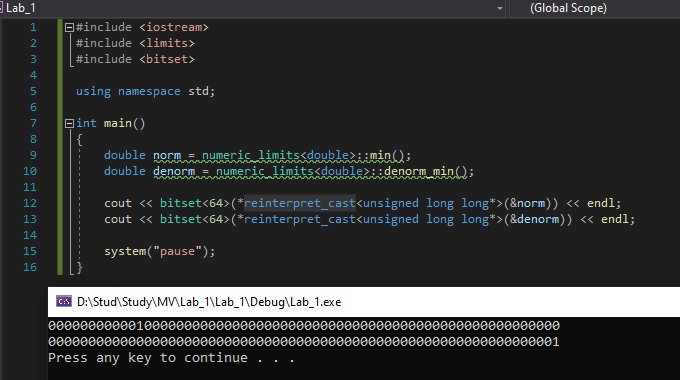 Lab_1 (Global Scope)
1 #include <iostream>
2 #include <limits>
3 #include <bitset>
4
5 using namespace std;
6
7 int main()
8 {
9 double norm = numeric_limits<double>::min();
10 double denorm = numeric_limits<double>::denorm_min();
11
12 cout << bitset<64>(*reinterpret_cast<unsigned long long*>(&norm)) << endl;
13 cout << bitset<64>(*reinterpret_cast<unsigned long long*>(&denorm)) << endl;
14
15 system("pause");
16 }
D:\Stud\Study\MV\Lab_1\Lab_1\Debug\Lab_1.exe
0000000000010000000000000000000000000000000000000000000000000000
0000000000000000000000000000000000000000000000000000000000000001
Press any key to continue . . .